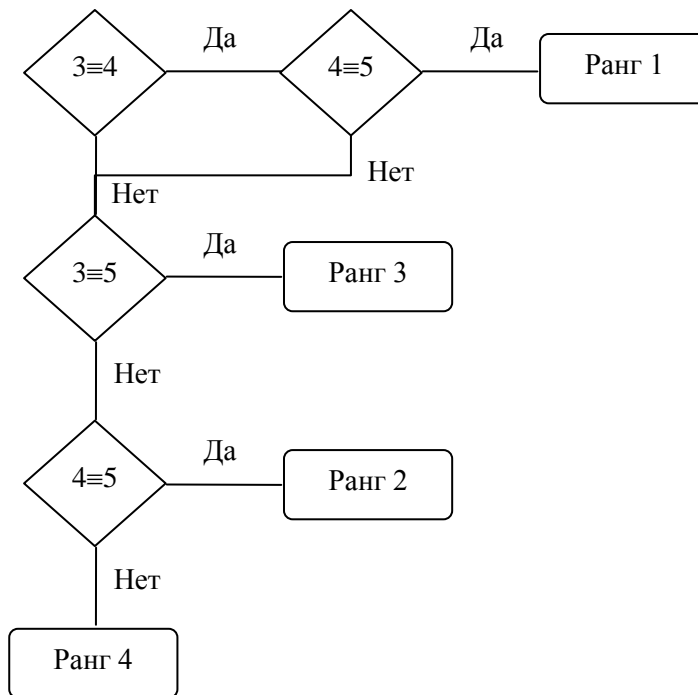 Да
Да
3≡4
4≡5
Ранг 1
Нет
Нет
Да
3≡5
Ранг 3
Нет
Да
4≡5
Ранг 2
Нет
Ранг 4